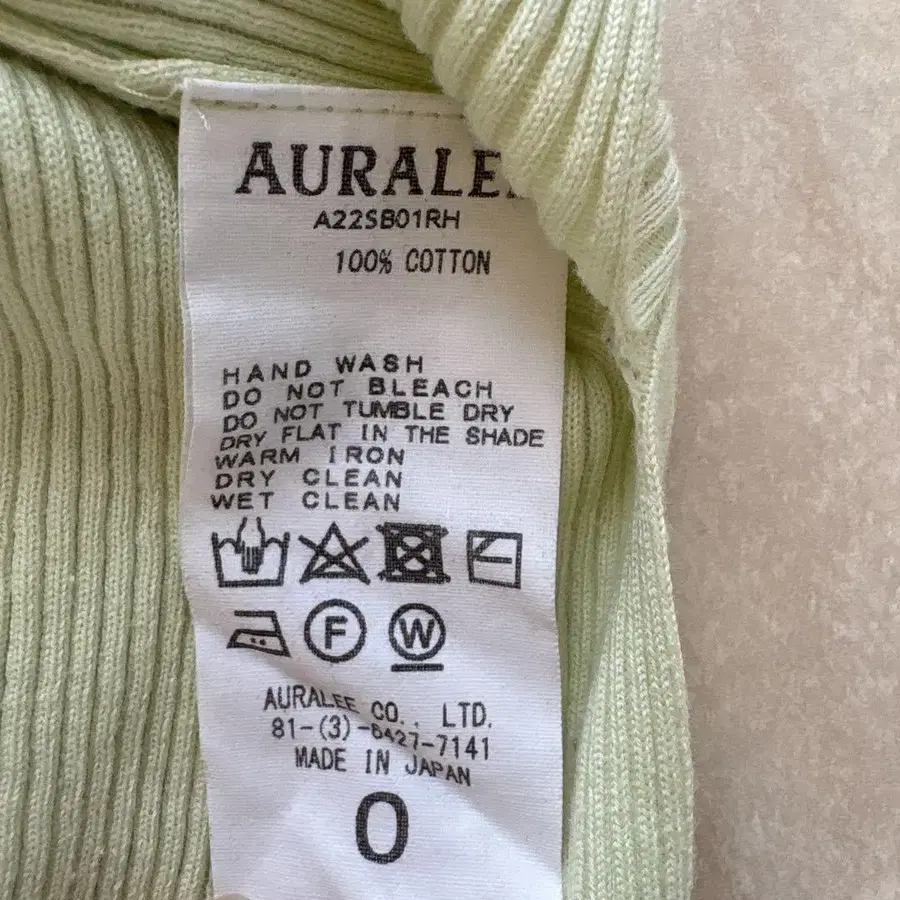 AURALE
A22SB01RH
100% COTTON
HAND WASH
DO NOT BLEACH
DO NOT TUMBLE DRY
DRY FLAT IN THE SHADE
WARM IRON
DRY CLEAN
WET CLEAN
F W
AURALEE CO., LTD.
81-(3)-6427-7141
MADE IN JAPAN
0